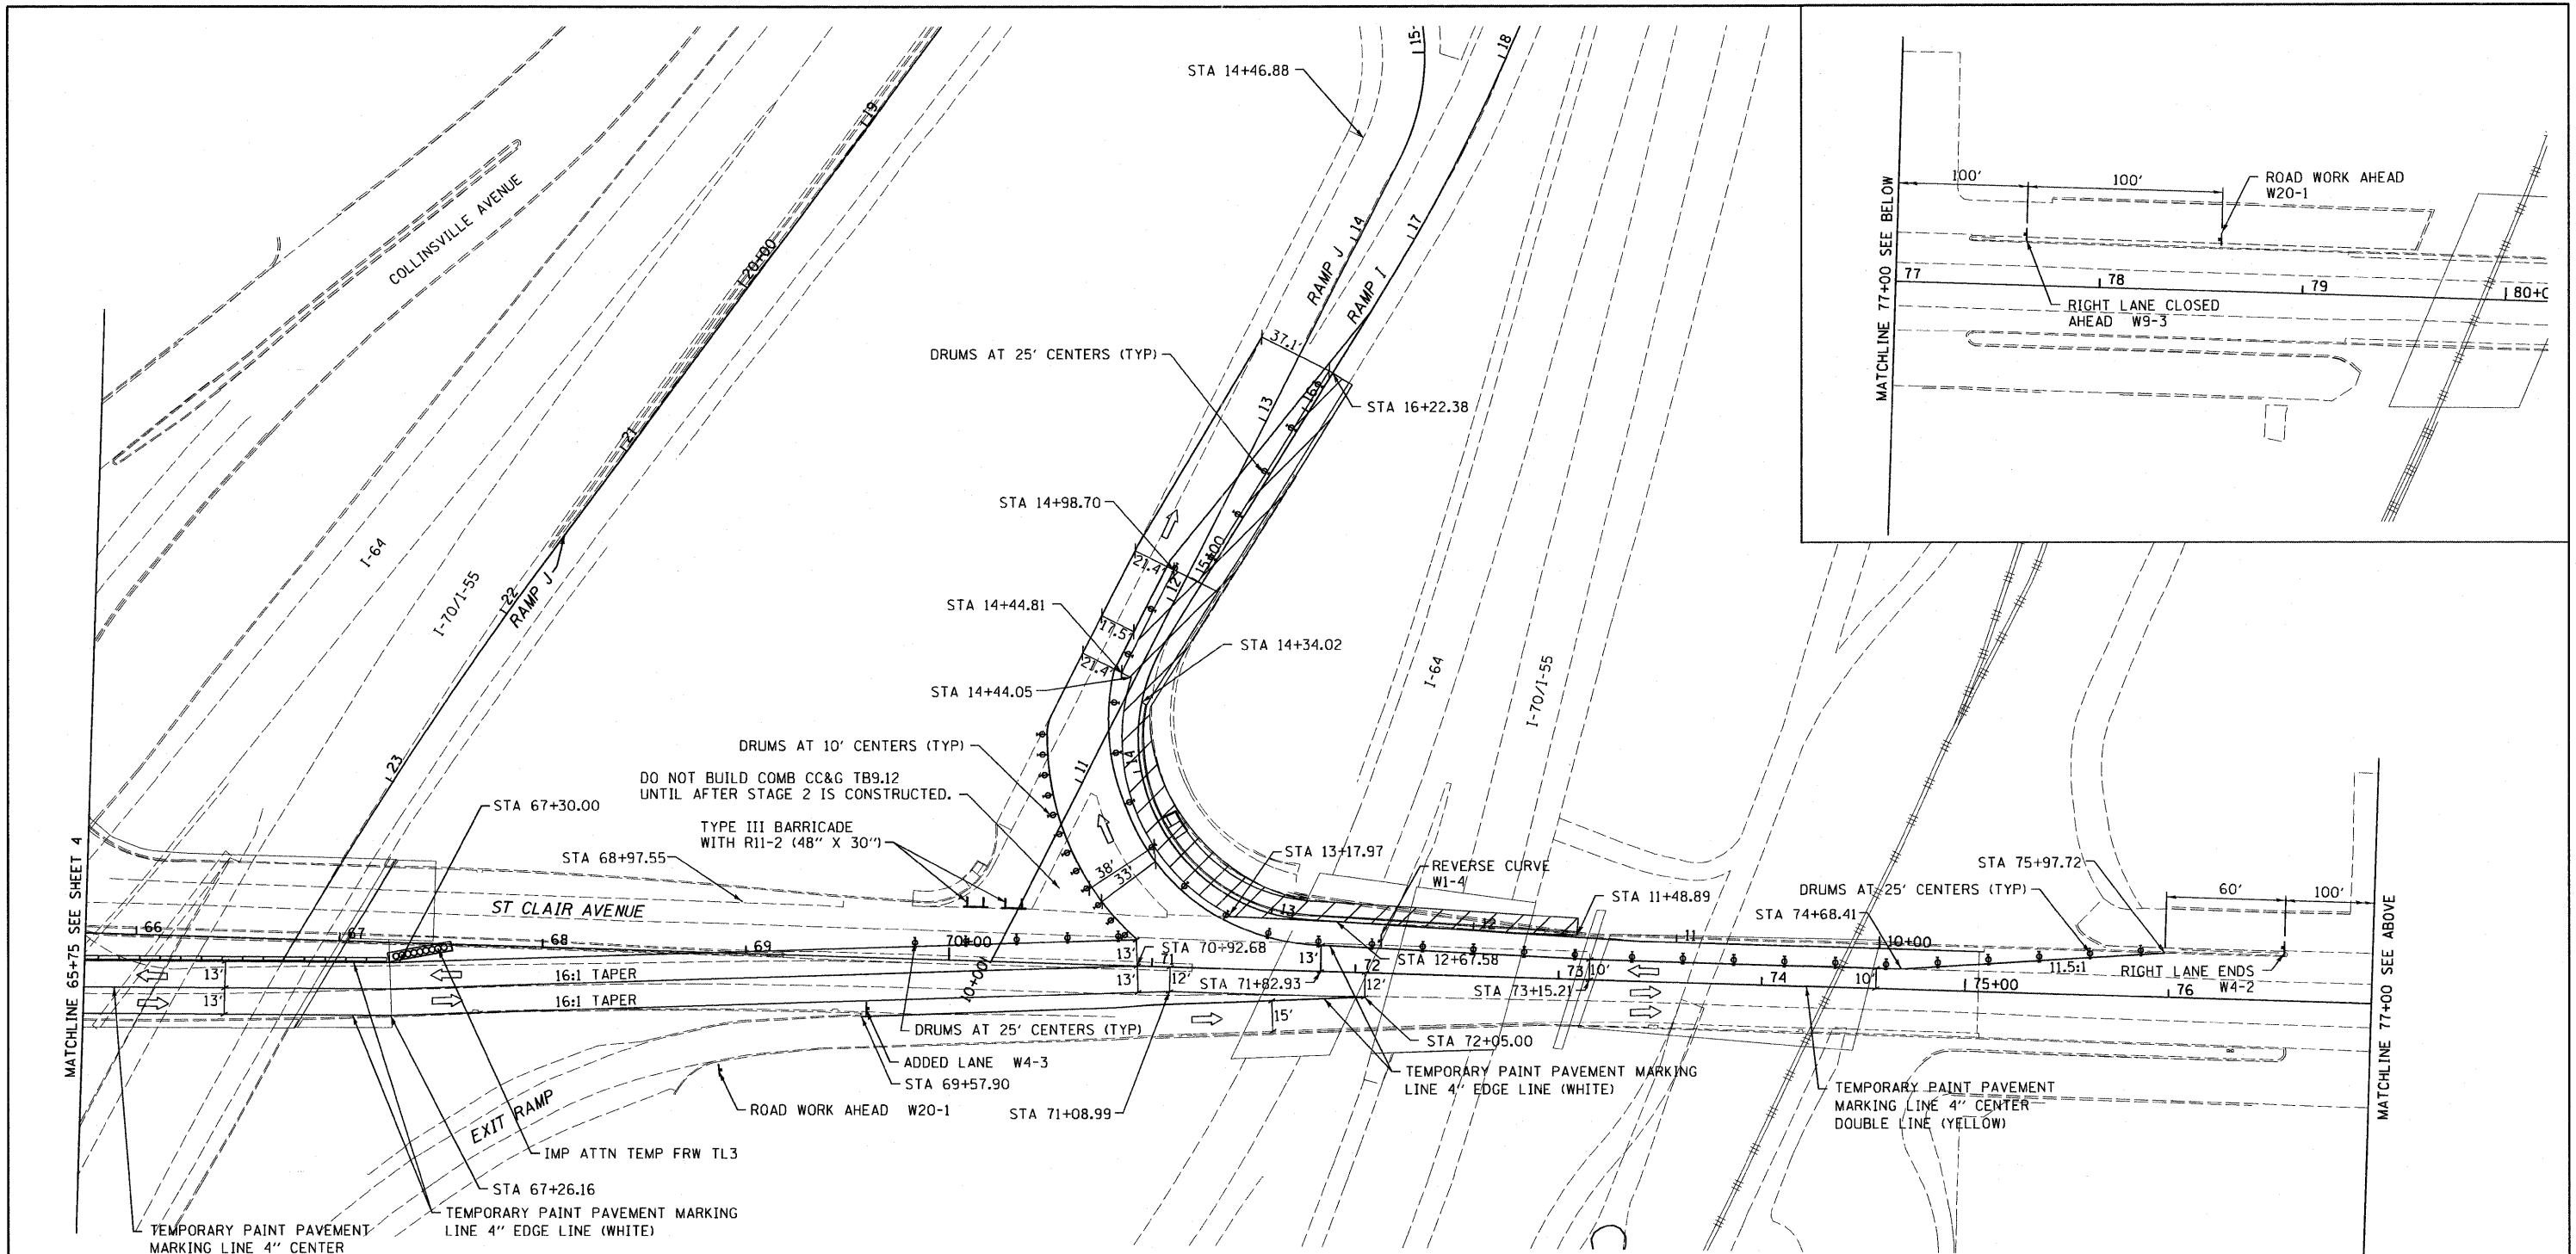 STA 14+46.88
15
18
MATCHLINE 77+00 SEE BELOW
100'
100'
ROAD WORK AHEAD
W20-1
77
78
79
80+0
RIGHT LANE CLOSED
AHEAD W9-3
COLLINSVILLE AVENUE
19
20+00
21
22
23
I-64
I-70/I-55
RAMP J
RAMP J
RAMP I
14
17
37.1'
DRUMS AT 25' CENTERS (TYP)
13
16
STA 16+22.38
STA 14+98.70
15+00
12
21.4'
STA 14+44.81
17.5'
21.4'
STA 14+34.02
STA 14+44.05
I-64
I-70/I-55
DRUMS AT 10' CENTERS (TYP)
DO NOT BUILD COMB CC&G TB9.12
UNTIL AFTER STAGE 2 IS CONSTRUCTED.
TYPE III BARRICADE
WITH R11-2 (48" X 30")
11
14
38'
33'
STA 67+30.00
STA 68+97.55
STA 13+17.97
REVERSE CURVE
W1-4
STA 11+48.89
STA 75+97.72
DRUMS AT 25' CENTERS (TYP)
STA 74+68.41
60'
100'
MATCHLINE 65+75 SEE SHEET 4
ST CLAIR AVENUE
66
67
68
69
70+00
71
72
73
74
75+00
76
13
12
11
10+00
10+00
13'
13'
16:1 TAPER
16:1 TAPER
13'
13'
12'
STA 70+92.68
13'
STA 12+67.58
STA 71+82.93
12'
STA 73+15.21
10'
10'
11.5:1
RIGHT LANE ENDS
W4-2
MATCHLINE 77+00 SEE ABOVE
DRUMS AT 25' CENTERS (TYP)
15'
STA 72+05.00
ADDED LANE W4-3
STA 69+57.90
ROAD WORK AHEAD W20-1
STA 71+08.99
TEMPORARY PAINT PAVEMENT MARKING
LINE 4" EDGE LINE (WHITE)
TEMPORARY PAINT PAVEMENT
MARKING LINE 4" CENTER
DOUBLE LINE (YELLOW)
EXIT RAMP
IMP ATTN TEMP FRW TL3
STA 67+26.16
TEMPORARY PAINT PAVEMENT MARKING
LINE 4" EDGE LINE (WHITE)
TEMPORARY PAINT PAVEMENT
MARKING LINE 4" CENTER